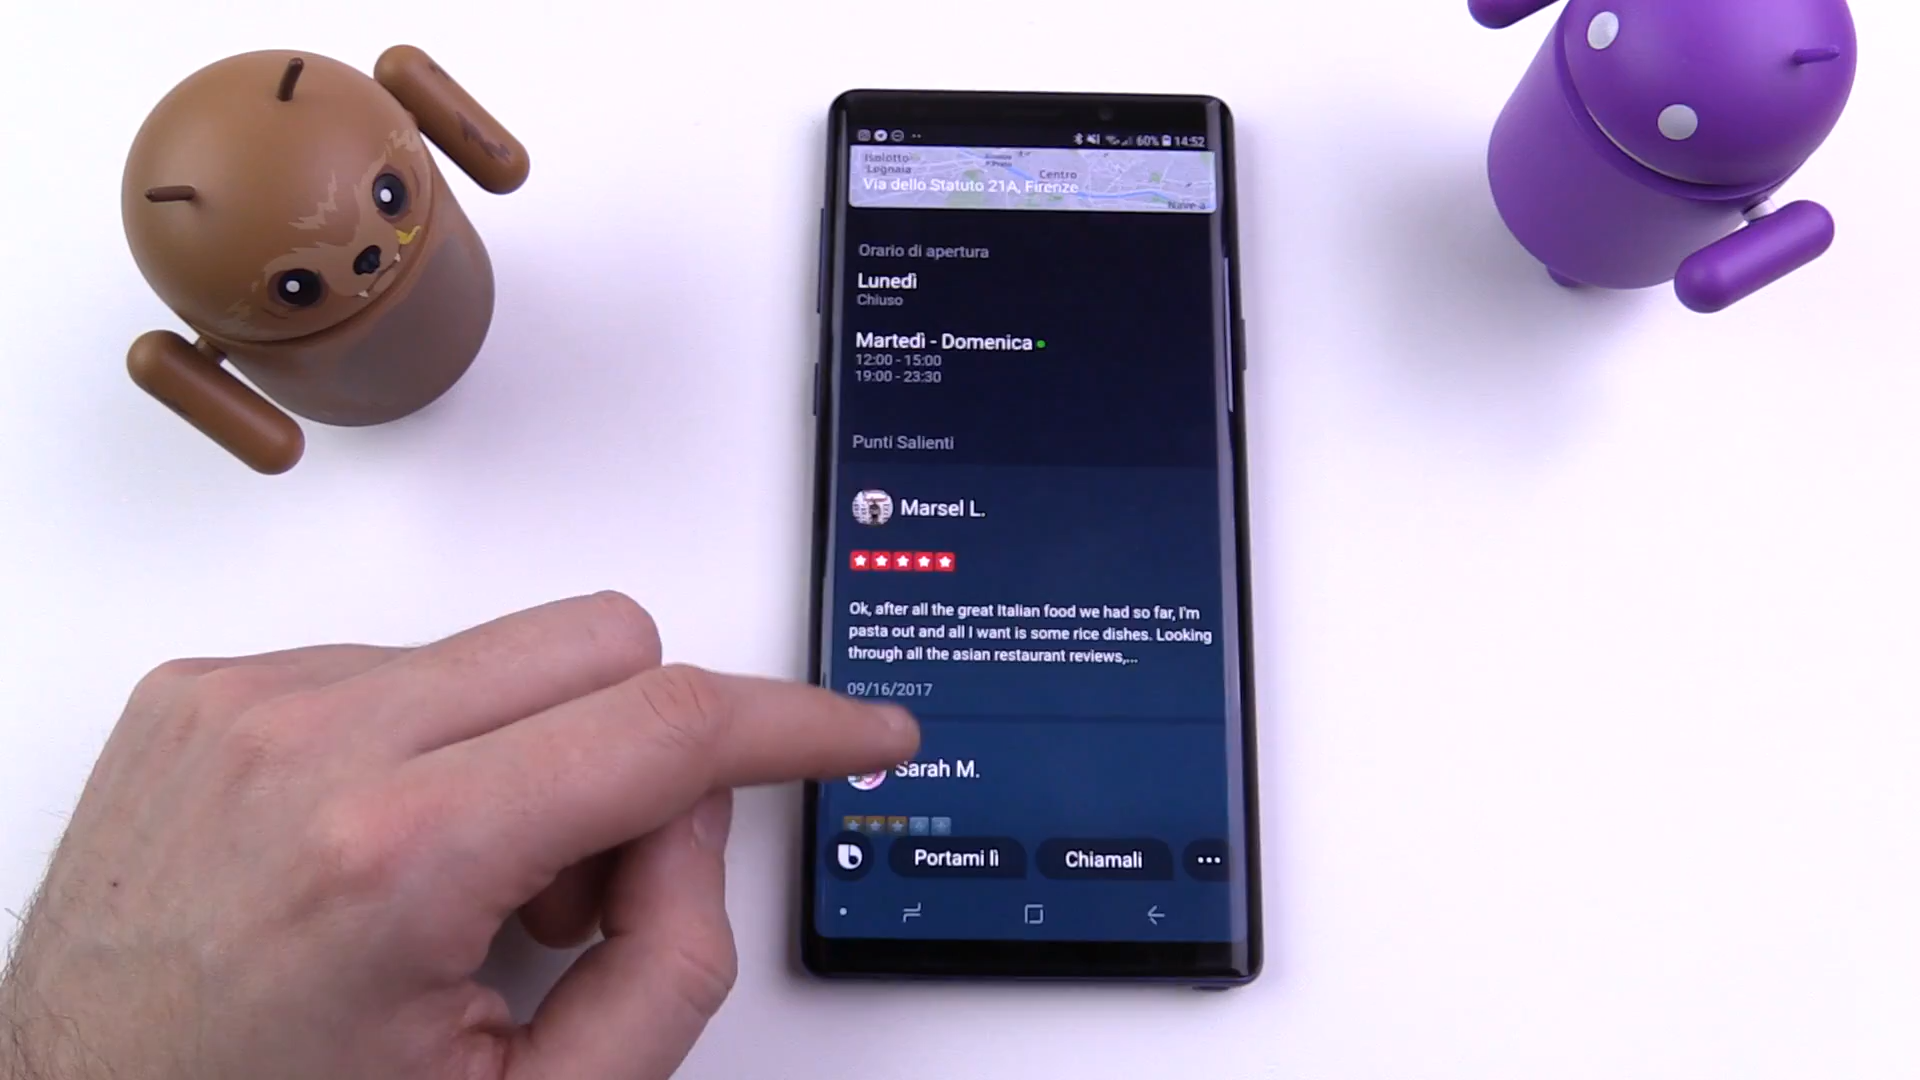 60% 14:52
Isolotto
Legnaia
Centro
Via dello Statuto 21A, Firenze
Orario di apertura
Lunedì
Chiuso
Martedì - Domenica
12:00 - 15:00
19:00 - 23:30
Punti Salienti
Marsel L.
Ok, after all the great Italian food we had so far, I'm
pasta out and all I want is some rice dishes. Looking
through all the asian restaurant reviews,...
09/16/2017
Sarah M.
Portami lì
Chiamali